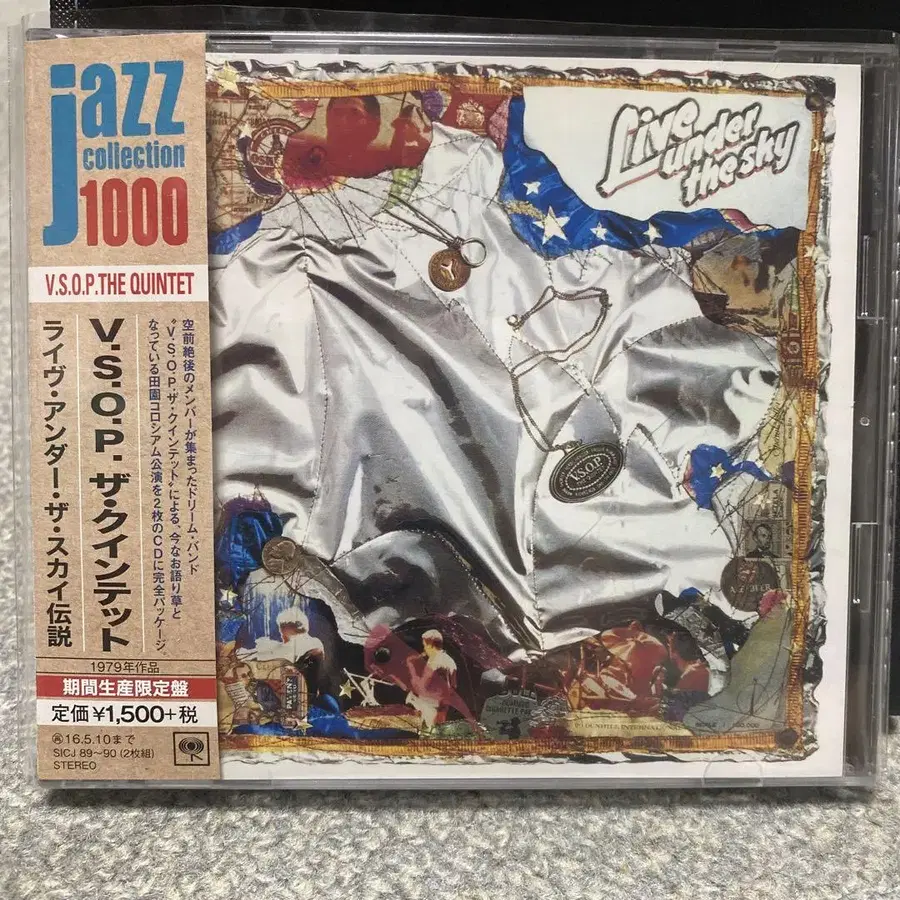 jazz
collection
1000
V.S.O.P.THE QUINTET
空前絶後のメンバーが集まったドリーム・バンド
“V.S.O.P.ザ・クインテット”による、今なお語り草と
なっている田園コロシアム公演を2枚のCDに完全パッケージ。
V.S.O.P. ザ・クインテット
ライヴ・アンダー・ザ・スカイ伝説
1979年作品
期間生産限定盤
定価¥1,500+税
16.5.10まで
SICJ 89~90 (2枚組)
STEREO
Live
under
the sky
V.S.O.P.